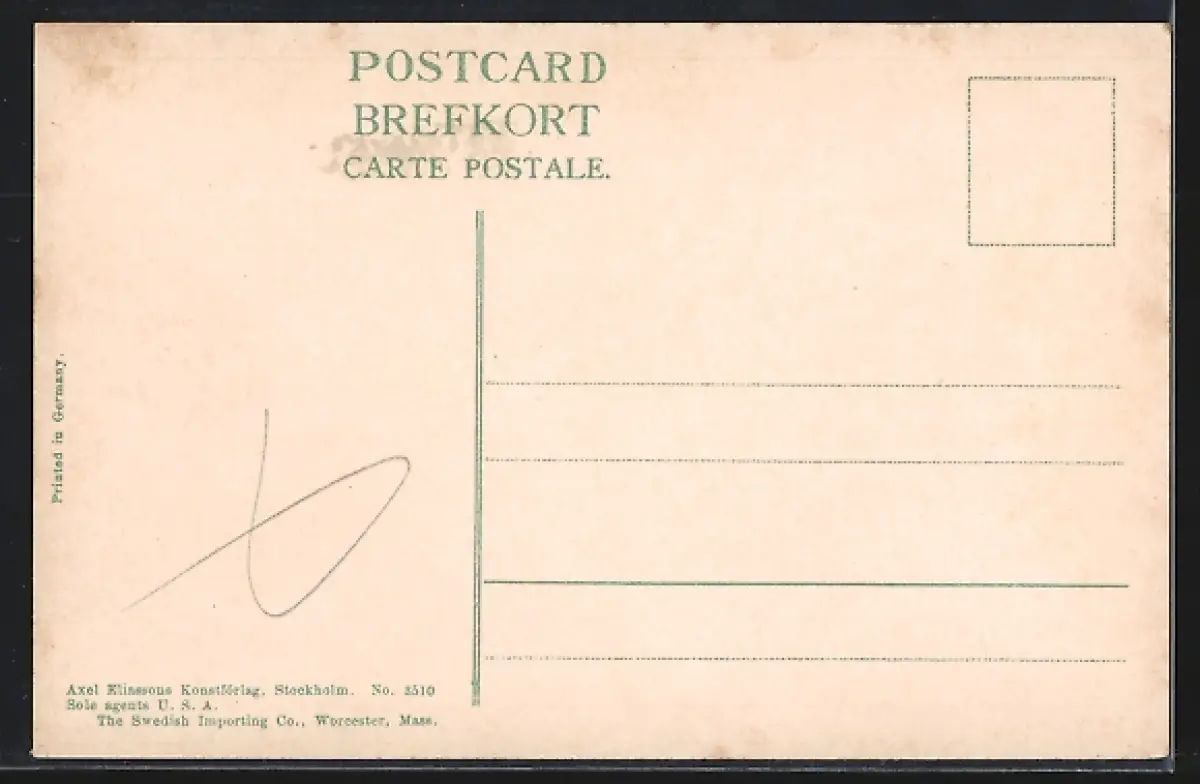 POSTCARD
BREFKORT
CARTE POSTALE.
Printed in Germany.
Axel Eliassons Konstförlag, Stockholm. No. 3510
Sole agents U. S. A.
The Swedish Importing Co., Worcester, Mass.